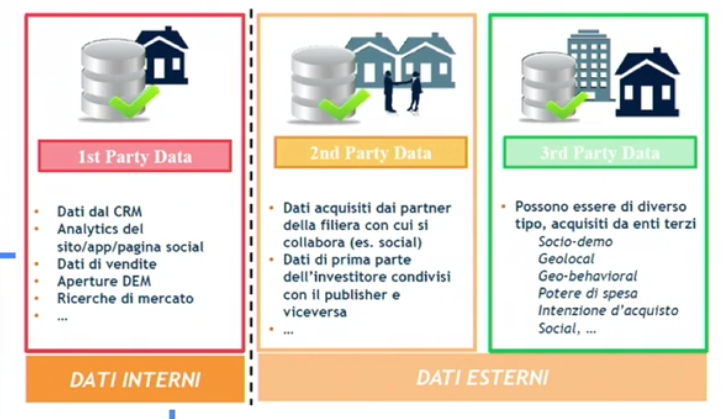 1st Party Data
• Dati dal CRM
• Analytics del
sito/app/pagina social
• Dati di vendite
• Aperture DEM
• Ricerche di mercato
• …
2nd Party Data
• Dati acquisiti dai partner
della filiera con cui si
collabora (es. social)
• Dati di prima parte
dell'investitore condivisi
con il publisher e
viceversa
• …
3rd Party Data
• Possono essere di diverso
tipo, acquisiti da enti terzi
Socio-demo
Geolocal
Geo-behavioral
Potere di spesa
Intenzione d'acquisto
Social, …
DATI INTERNI
DATI ESTERNI